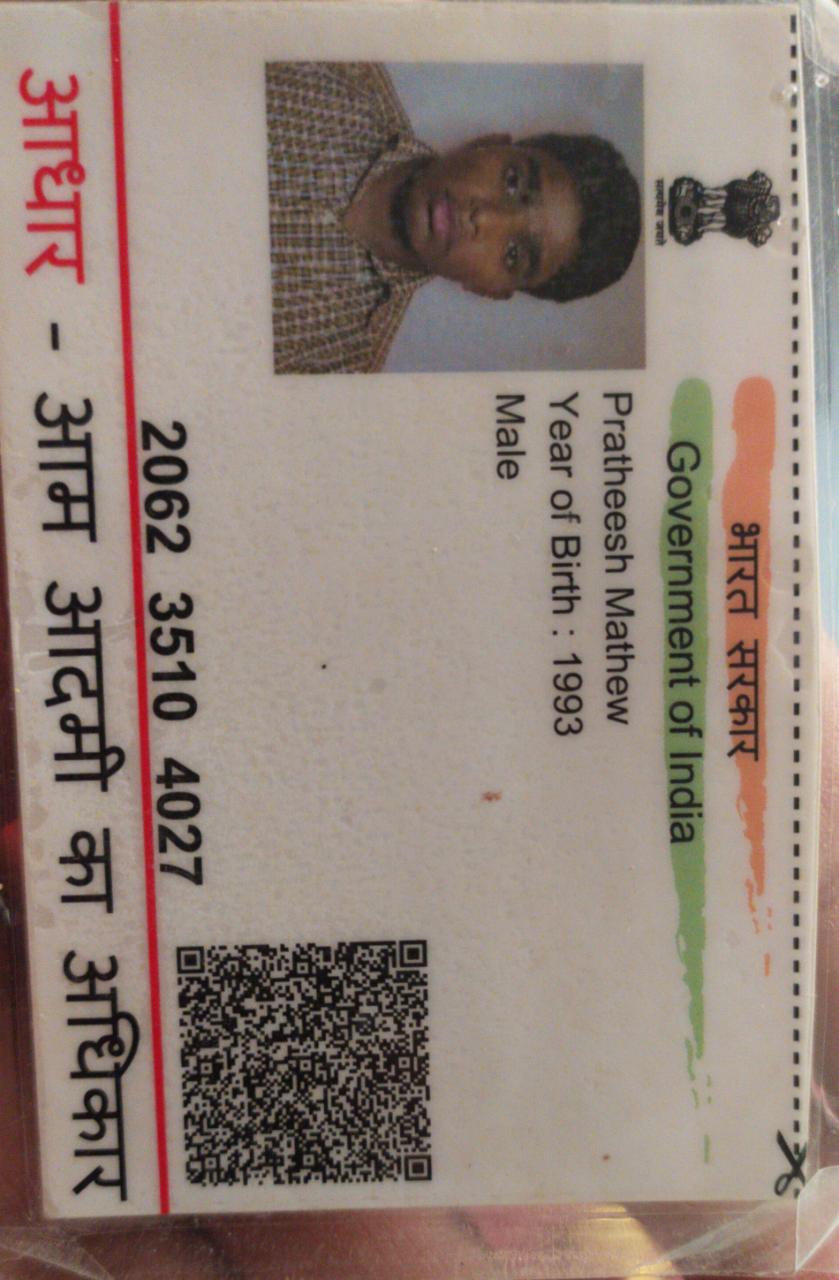 भारत सरकार
Government of India
सत्यमेव जयते
Pratheesh Mathew
Year of Birth : 1993
Male
2062 3510 4027
आधार - आम आदमी का अधिकार